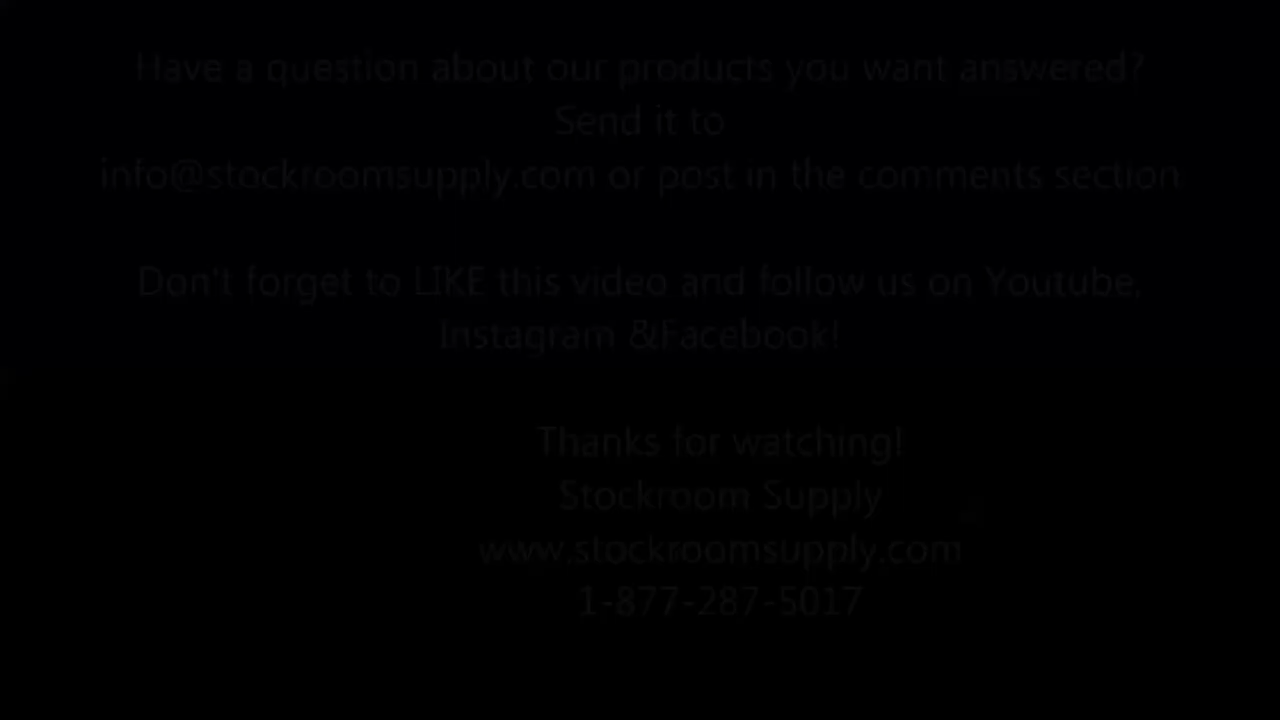 Have a question about our products you want answered?
Send it to
info@stockroomsupply.com or post in the comments section
Don't forget to LIKE this video and follow us on Youtube,
Instagram &Facebook!
Thanks for watching!
Stockroom Supply
www.stockroomsupply.com
1-877-287-5017